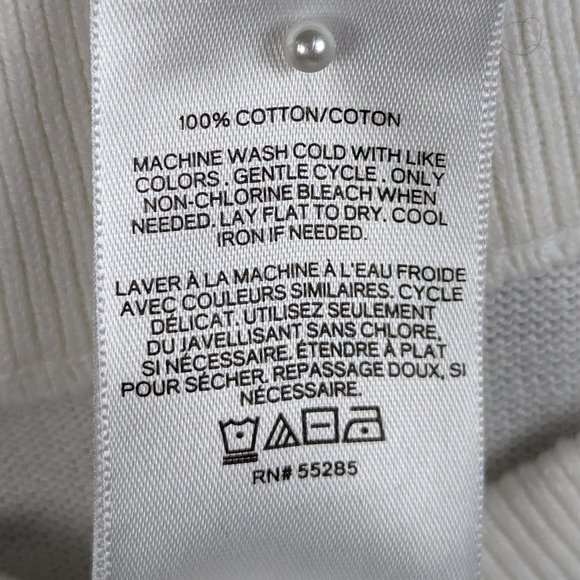 100% COTTON/COTON
MACHINE WASH COLD WITH LIKE
COLORS . GENTLE CYCLE . ONLY
NON-CHLORINE BLEACH WHEN
NEEDED, LAY FLAT TO DRY. COOL
IRON IF NEEDED.
LAVER À LA MACHINE À L'EAU FROIDE
AVEC COULEURS SIMILAIRES, CYCLE
DÉLICAT. UTILISEZ SEULEMENT
DU JAVELLISANT SANS CHLORE,
SI NÉCESSAIRE, ÉTENDRE À PLAT
POUR SÉCHER. REPASSAGE DOUX, SI
NÉCESSAIRE.
RN# 55285